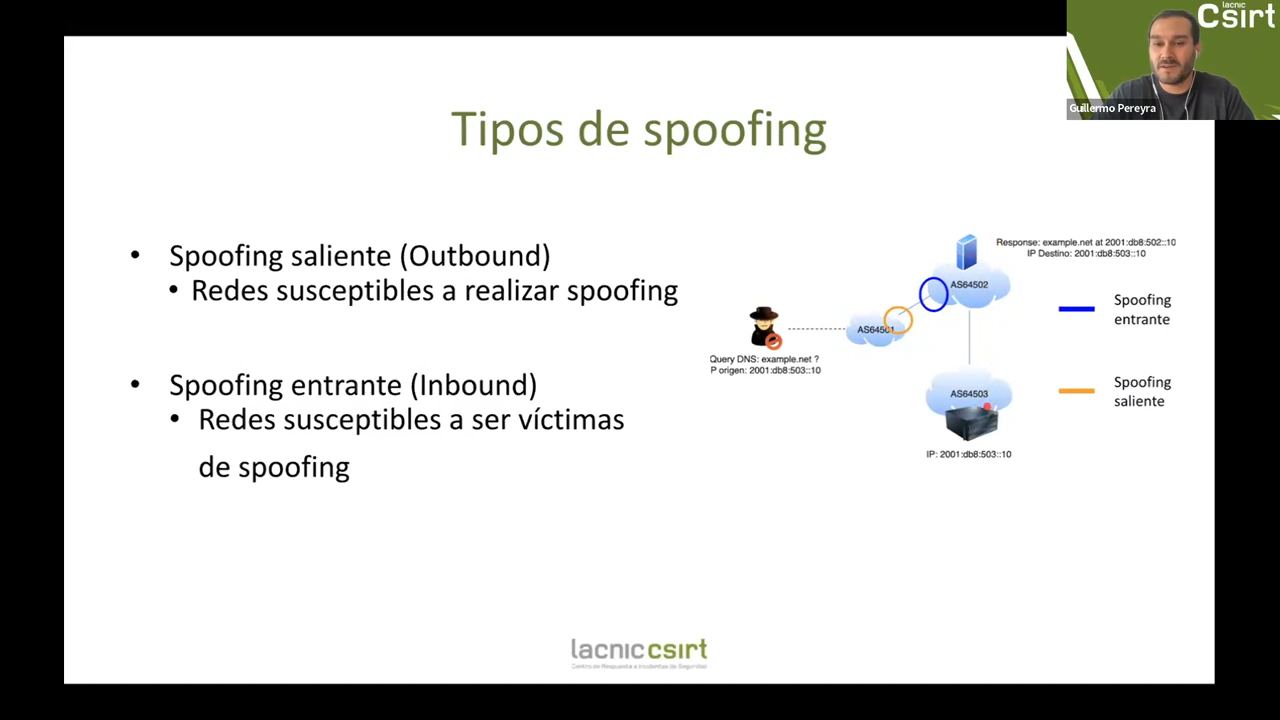 lacnic
Csirt
Guillermo Pereyra
Tipos de spoofing
• Spoofing saliente (Outbound)
• Redes susceptibles a realizar spoofing
• Spoofing entrante (Inbound)
• Redes susceptibles a ser víctimas
de spoofing
Response: example.net at 2001:db8:502::10
IP Destino: 2001:db8:503::10
AS64502
AS64501
Query DNS: example.net ?
P origen: 2001:db8:503::10
AS64503
IP: 2001:db8:503::10
Spoofing
entrante
Spoofing
saliente
lacnic csirt
Centro de Respuesta a Incidentes de Seguridad